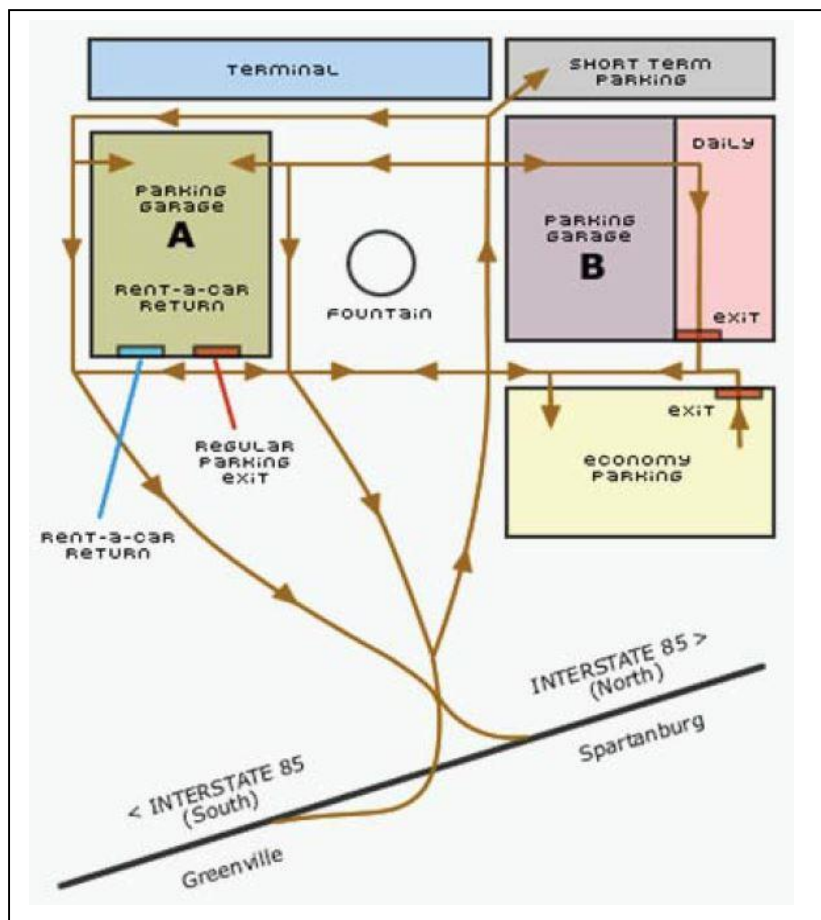 TERMINAL
SHORT TERM
PARKING
DAILY
PARKING
GARAGE
A
RENT-A-CAR
RETURN
FOUNTAIN
PARKING
GARAGE
B
EXIT
EXIT
REGULAR
PARKING
EXIT
ECONOMY
PARKING
RENT-A-CAR
RETURN
INTERSTATE 85 >
(North)
Spartanburg
< INTERSTATE 85
(South)
Greenville